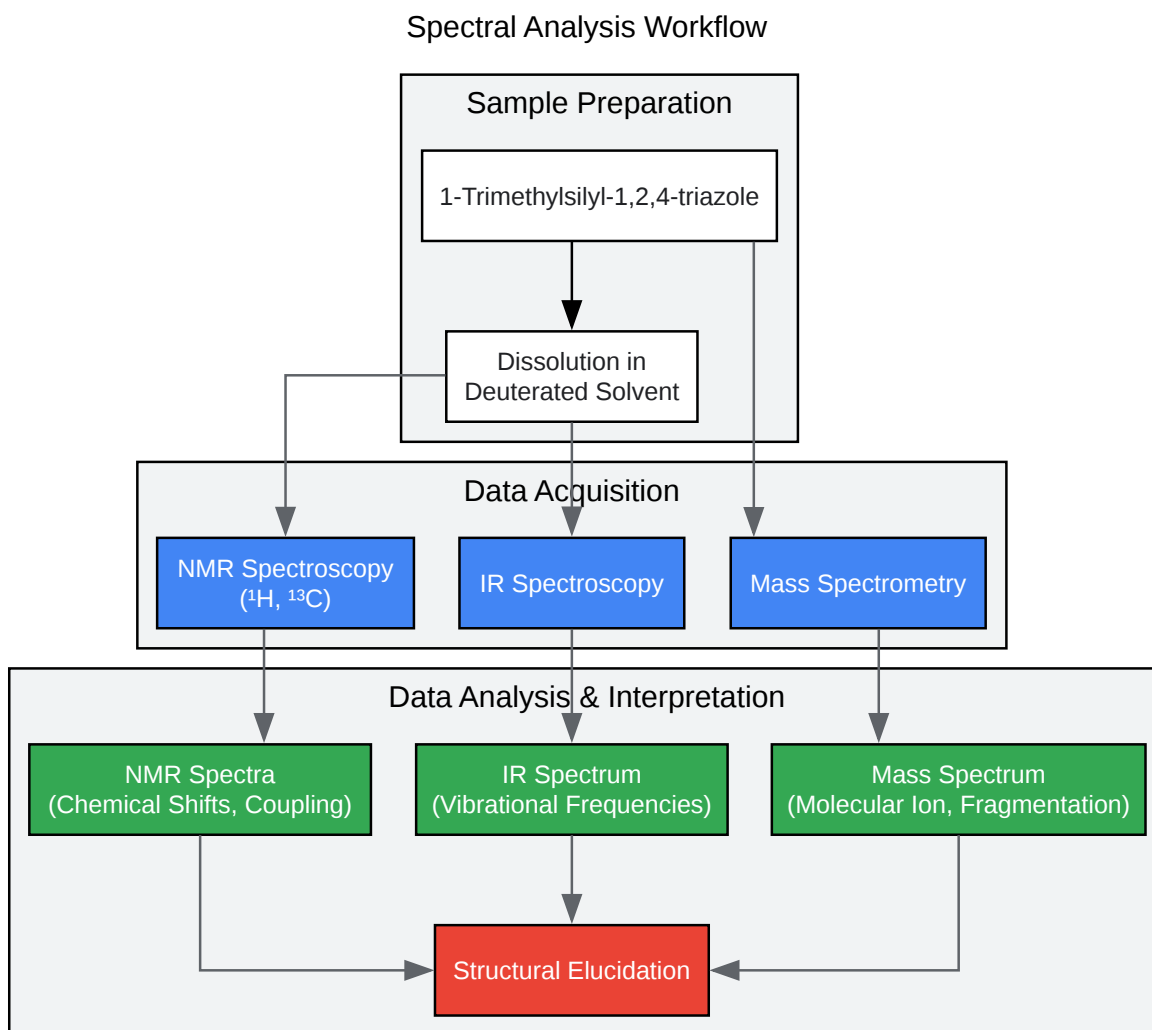 Spectral Analysis Workflow
Sample Preparation
1-Trimethylsilyl-1,2,4-triazole
Dissolution in
Deuterated Solvent
Data Acquisition
NMR Spectroscopy
(¹H, ¹³C)
IR Spectroscopy
Mass Spectrometry
Data Analysis & Interpretation
NMR Spectra
(Chemical Shifts, Coupling)
IR Spectrum
(Vibrational Frequencies)
Mass Spectrum
(Molecular Ion, Fragmentation)
Structural Elucidation